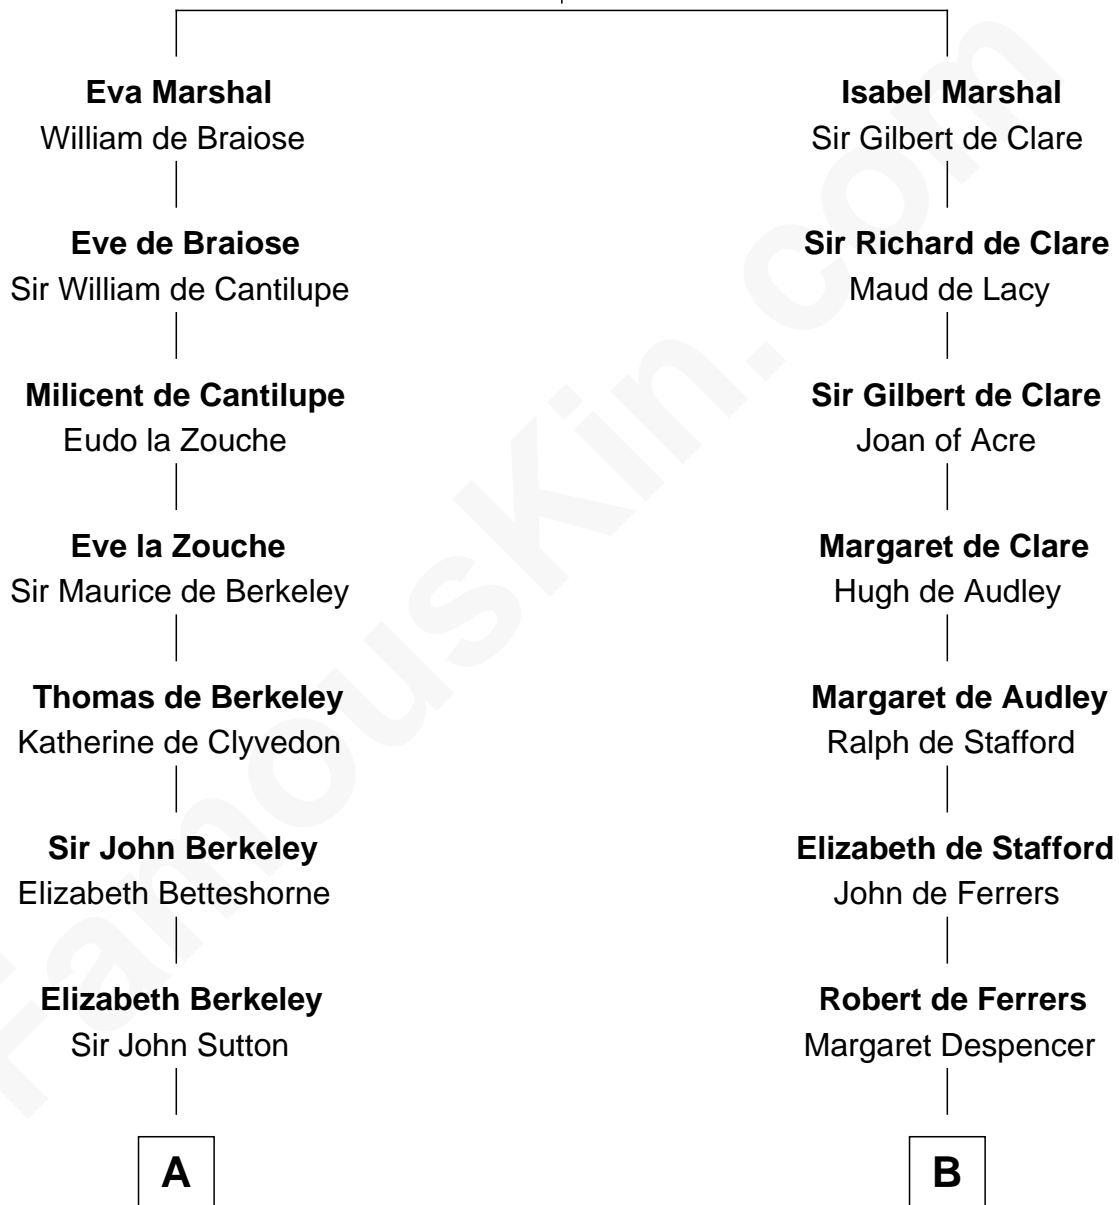 Eva Marshal
William de Braiose
Eve de Braiose
Sir William de Cantilupe
Milicent de Cantilupe
Eudo la Zouche
Eve la Zouche
Sir Maurice de Berkeley
Thomas de Berkeley
Katherine de Clyvedon
Sir John Berkeley
Elizabeth Betteshorne
Elizabeth Berkeley
Sir John Sutton
A
Isabel Marshal
Sir Gilbert de Clare
Sir Richard de Clare
Maud de Lacy
Sir Gilbert de Clare
Joan of Acre
Margaret de Clare
Hugh de Audley
Margaret de Audley
Ralph de Stafford
Elizabeth de Stafford
John de Ferrers
Robert de Ferrers
Margaret Despencer
B
FamousKin.com